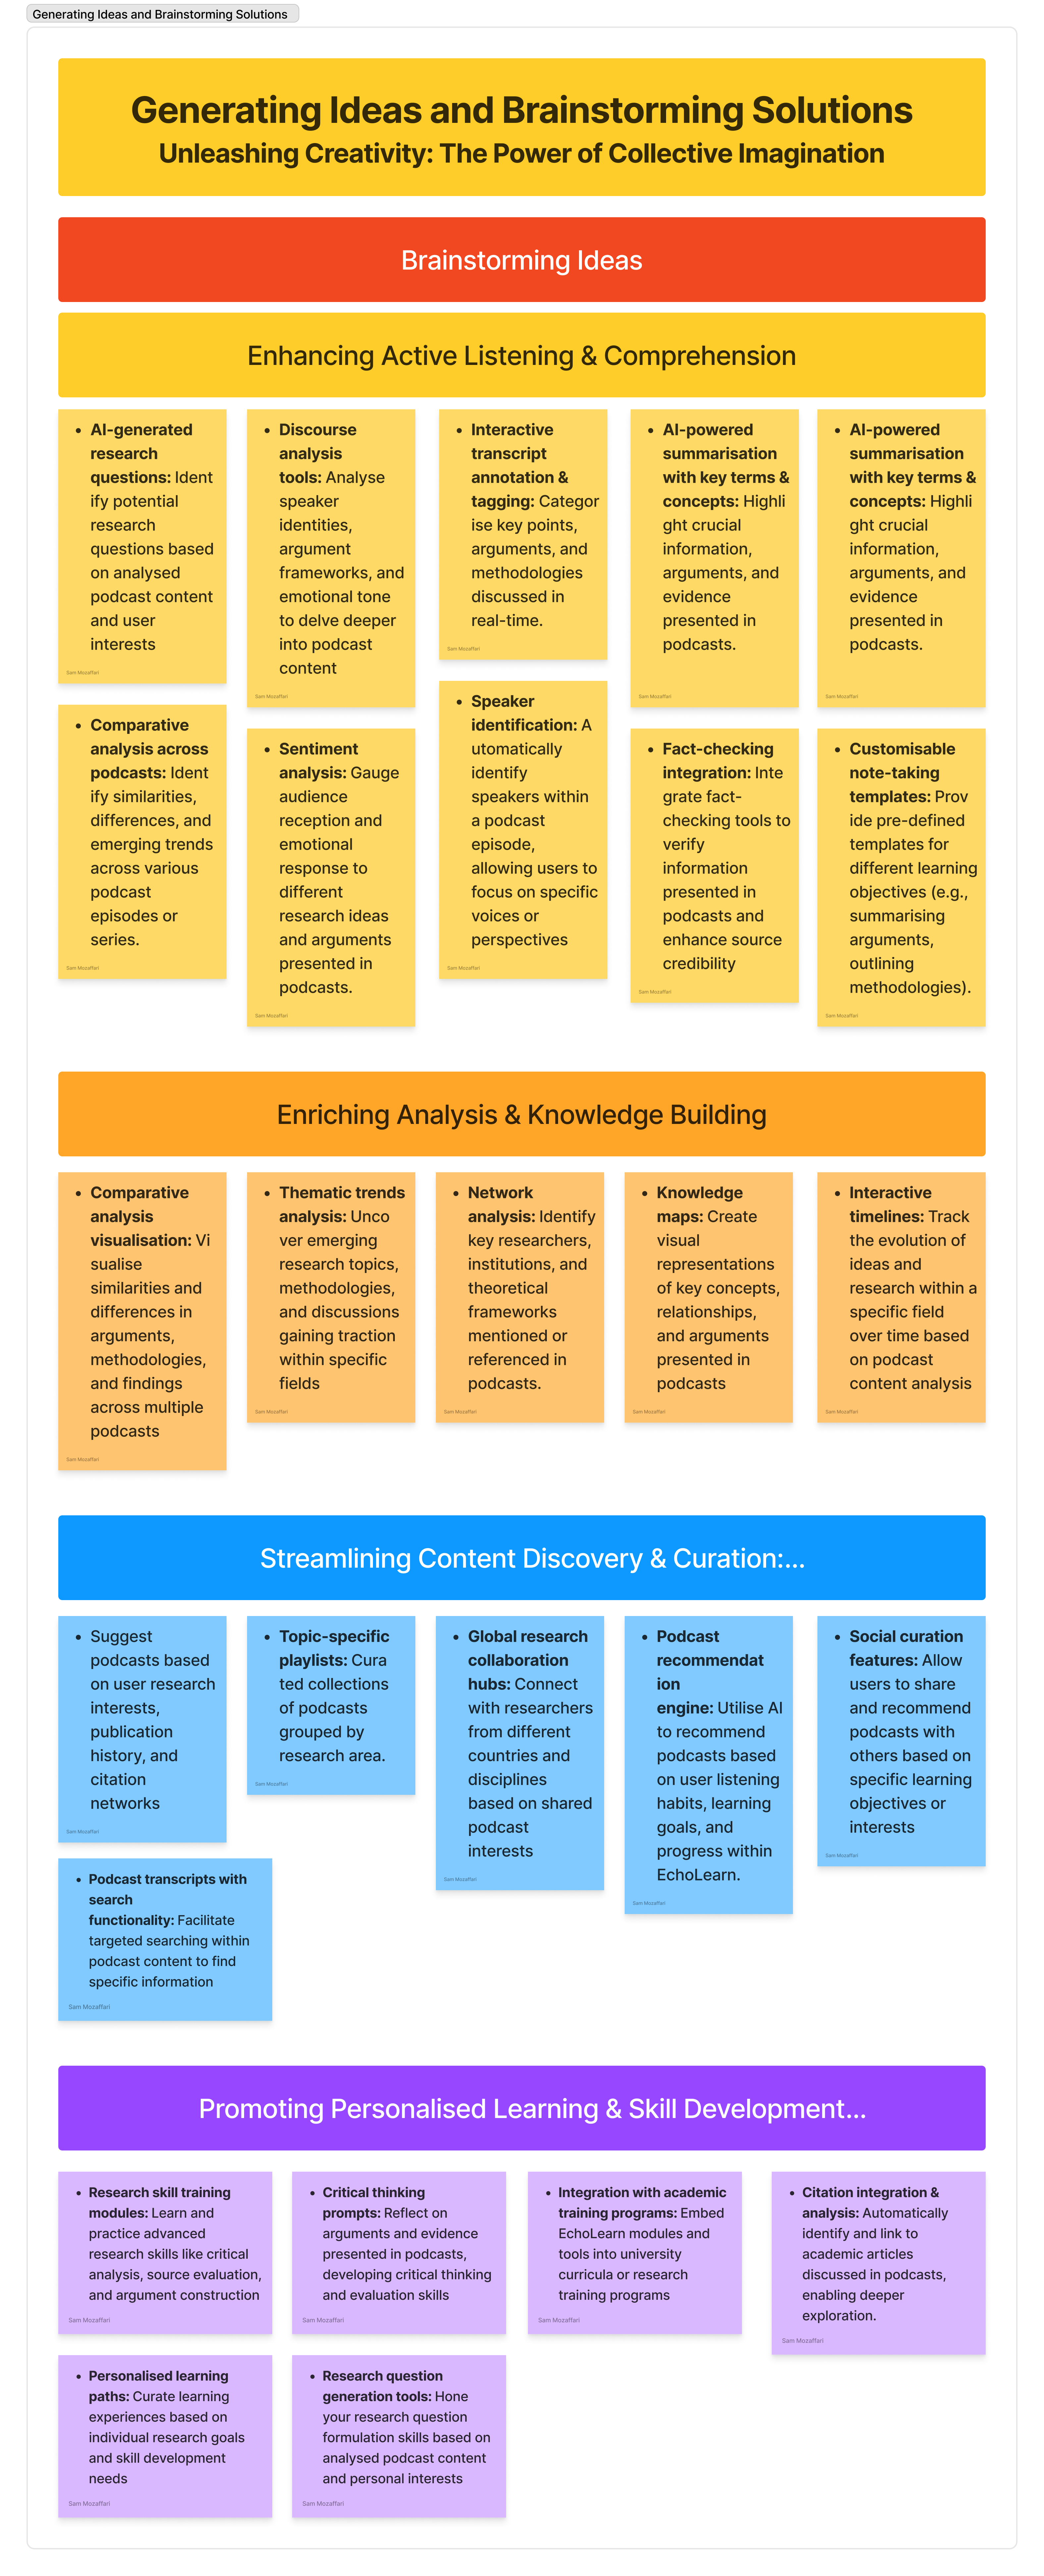 Generating Ideas and Brainstorming Solutions
Generating Ideas and Brainstorming Solutions
Unleashing Creativity: The Power of Collective Imagination
Brainstorming Ideas
Enhancing Active Listening & Comprehension
• AI-generated
research
questions: Ident
ify potential
research
questions based
on analysed
podcast content
and user
interests
Sam Mozaffari
• Discourse
analysis
tools: Analyse
speaker
identities,
argument
frameworks, and
emotional tone
to delve deeper
into podcast
content
Sam Mozaffari
• Interactive
transcript
annotation &
tagging: Categor
ise key points,
arguments, and
methodologies
discussed in
real-time.
Sam Mozaffari
• AI-powered
summarisation
with key terms &
concepts: Highli
ght crucial
information,
arguments, and
evidence
presented in
podcasts.
Sam Mozaffari
• AI-powered
summarisation
with key terms &
concepts: Highli
ght crucial
information,
arguments, and
evidence
presented in
podcasts.
Sam Mozaffari
• Comparative
analysis across
podcasts: Ident
ify similarities,
differences, and
emerging trends
across various
podcast
episodes or
series.
Sam Mozaffari
• Sentiment
analysis: Gauge
audience
reception and
emotional
response to
different
research ideas
and arguments
presented in
podcasts.
Sam Mozaffari
• Speaker
identification: A
utomatically
identify
speakers within
a podcast
episode,
allowing users to
focus on specific
voices or
perspectives
Sam Mozaffari
• Fact-checking
integration: Inte
grate fact-
checking tools to
verify
information
presented in
podcasts and
enhance source
credibility
Sam Mozaffari
• Customisable
note-taking
templates: Prov
ide pre-defined
templates for
different learning
objectives (e.g.,
summarising
arguments,
outlining
methodologies).
Sam Mozaffari
Enriching Analysis & Knowledge Building
• Comparative
analysis
visualisation: Vi
sualise
similarities and
differences in
arguments,
methodologies,
and findings
across multiple
podcasts
Sam Mozaffari
• Thematic trends
analysis: Unco
ver emerging
research topics,
methodologies,
and discussions
gaining traction
within specific
fields
Sam Mozaffari
• Network
analysis: Identify
key researchers,
institutions, and
theoretical
frameworks
mentioned or
referenced in
podcasts.
Sam Mozaffari
• Knowledge
maps: Create
visual
representations
of key concepts,
relationships,
and arguments
presented in
podcasts
Sam Mozaffari
• Interactive
timelines: Track
the evolution of
ideas and
research within a
specific field
over time based
on podcast
content analysis
Sam Mozaffari
Streamlining Content Discovery & Curation:...
• Suggest
podcasts based
on user research
interests,
publication
history, and
citation
networks
Sam Mozaffari
• Topic-specific
playlists: Cura
ted collections
of podcasts
grouped by
research area.
Sam Mozaffari
• Global research
collaboration
hubs: Connect
with researchers
from different
countries and
disciplines
based on shared
podcast
interests
Sam Mozaffari
• Podcast
recommendat
ion
engine: Utilise AI
to recommend
podcasts based
on user listening
habits, learning
goals, and
progress within
EchoLearn.
Sam Mozaffari
• Social curation
features: Allow
users to share
and recommend
podcasts with
others based on
specific learning
objectives or
interests
Sam Mozaffari
• Podcast transcripts with
search
functionality: Facilitate
targeted searching within
podcast content to find
specific information
Sam Mozaffari
Promoting Personalised Learning & Skill Development...
• Research skill training
modules: Learn and
practice advanced
research skills like critical
analysis, source evaluation,
and argument construction
Sam Mozaffari
• Critical thinking
prompts: Reflect on
arguments and evidence
presented in podcasts,
developing critical thinking
and evaluation skills
Sam Mozaffari
• Integration with academic
training programs: Embed
EchoLearn modules and
tools into university
curricula or research
training programs
Sam Mozaffari
• Citation integration &
analysis: Automatically
identify and link to
academic articles
discussed in podcasts,
enabling deeper
exploration.
Sam Mozaffari
• Personalised learning
paths: Curate learning
experiences based on
individual research goals
and skill development
needs
Sam Mozaffari
• Research question
generation tools: Hone
your research question
formulation skills based on
analysed podcast content
and personal interests
Sam Mozaffari